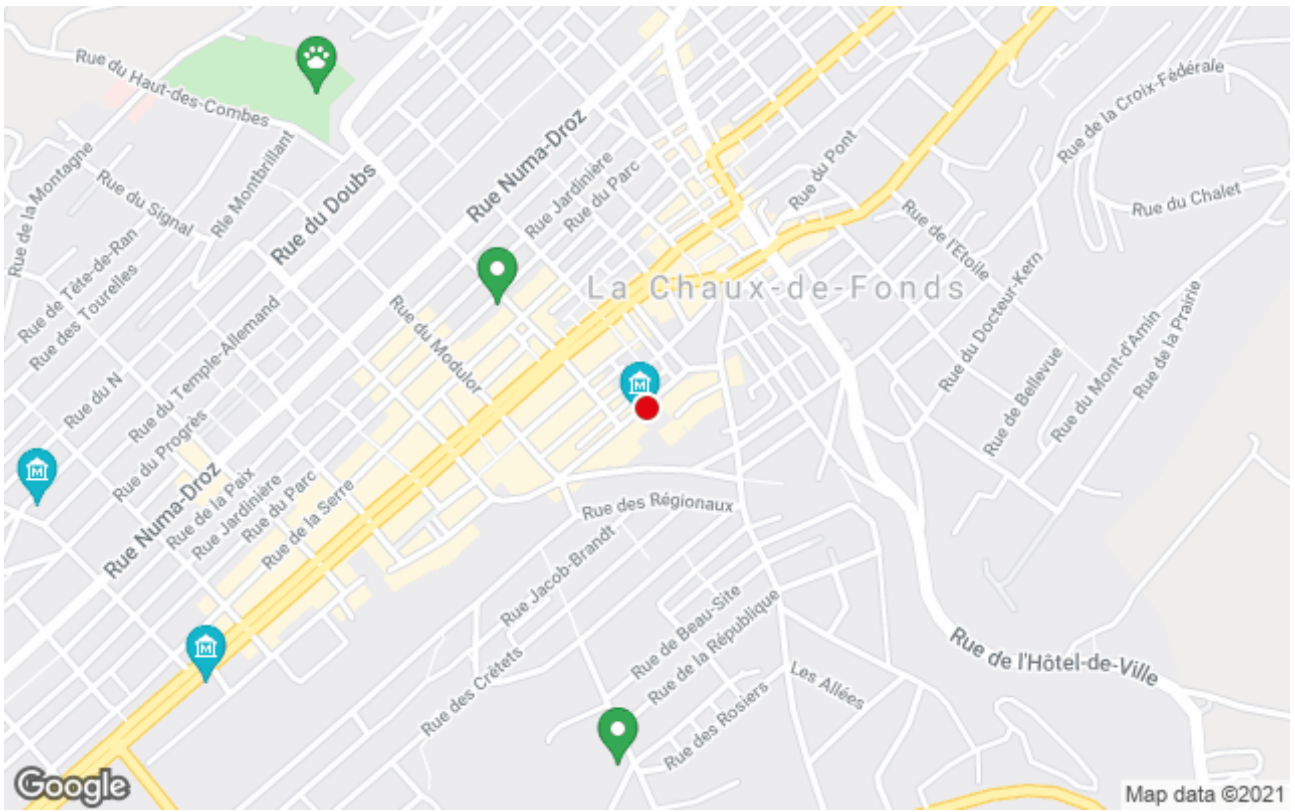 Rue du Haut-des-Combes
Rue de la Montagne
Rue du Signal
Rle Montbrillant
Rue du Doubs
Rue Numa-Droz
Rue Jardinière
Rue du Parc
Rue du Pont
Rue de la Croix-Fédérale
Rue du Chalet
Rue de l'Etoile
Rue de Tête-de-Ran
Rue des Tourelles
Rue du Temple-Allemand
Rue du Modulor
La Chaux-de-Fonds
Rue du Docteur-Kern
Rue du Mont-d'Amin
Rue de la Prairie
Rue de Bellevue
Rue du N
Rue du Progrès
M
M
Rue Numa-Droz
Rue de la Paix
Rue Jardinière
Rue du Parc
Rue de la Serre
Rue des Régionaux
Rue Jacob-Brandt
Rue de Beau-Site
Rue de la République
Rue des Crêtets
Rue des Rosiers
Les Allées
Rue de l'Hôtel-de-Ville
M
Google
Map data ©2021